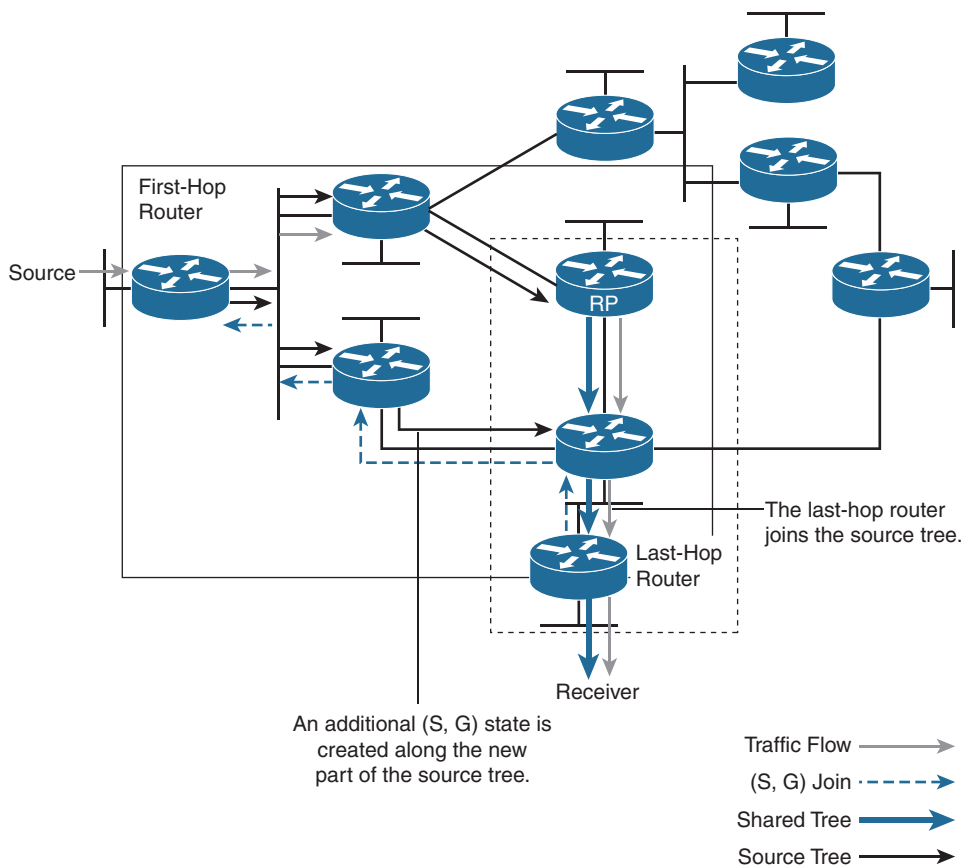 First-Hop
Router
Source
RP
The last-hop router
joins the source tree.
Last-Hop
Router
Receiver
An additional (S, G) state is
created along the new
part of the source tree.
Traffic Flow
(S, G) Join
Shared Tree
Source Tree